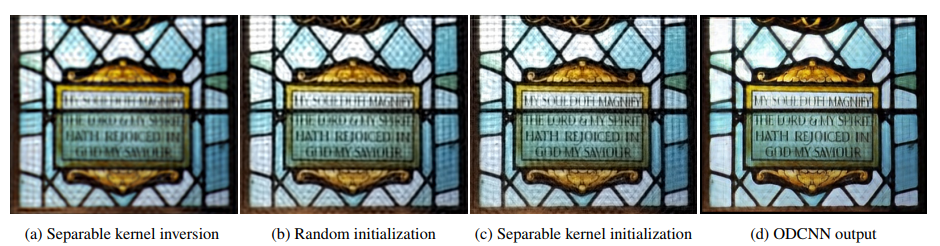 MY SOUL DOTH MAGNIFY
THE LORD & MY SPIRIT
HATH REJOICED IN
GOD MY SAVIOUR
MY SOUL DOTH MAGNIFY
THE LORD & MY SPIRIT
HATH REJOICED IN
GOD MY SAVIOUR
MY SOUL DOTH MAGNIFY
THE LORD & MY SPIRIT
HATH REJOICED IN
GOD MY SAVIOUR
MY SOUL DOTH MAGNIFY
THE LORD & MY SPIRIT
HATH REJOICED IN
GOD MY SAVIOUR
(a) Separable kernel inversion
(b) Random initialization
(c) Separable kernel initialization
(d) ODCNN output